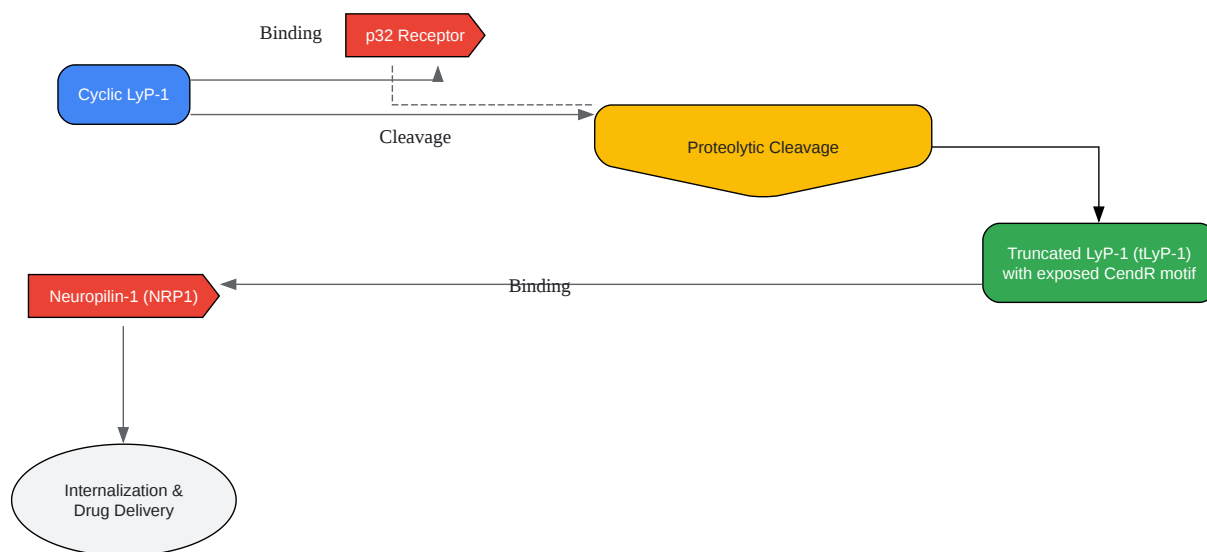 Binding
p32 Receptor
Cyclic LyP-1
Cleavage
Proteolytic Cleavage
Truncated LyP-1 (tLyP-1)
with exposed CendR motif
Binding
Neuropilin-1 (NRP1)
Internalization &
Drug Delivery